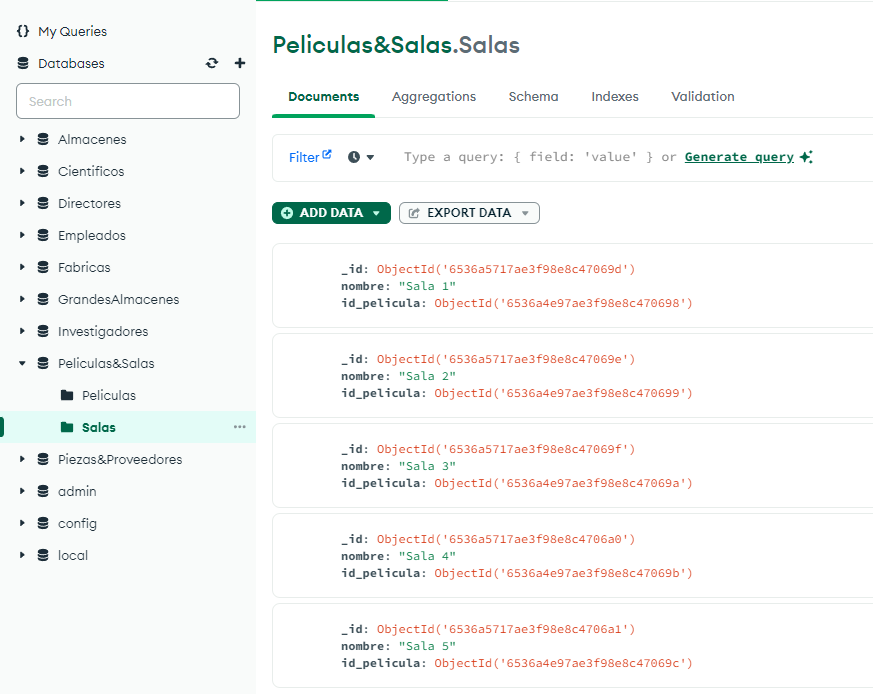 {} My Queries
Databases
Search
Almacenes
Cientificos
Directores
Empleados
Fabricas
GrandesAlmacenes
Investigadores
Peliculas&Salas
Peliculas
Salas
Piezas&Proveedores
admin
config
local
Peliculas&Salas.Salas
Documents Aggregations Schema Indexes Validation
Filter Type a query: { field: 'value' } or Generate query
ADD DATA EXPORT DATA
_id: ObjectId('6536a5717ae3f98e8c47069d')
nombre: "Sala 1"
id_pelicula: ObjectId('6536a4e97ae3f98e8c470698')
_id: ObjectId('6536a5717ae3f98e8c47069e')
nombre: "Sala 2"
id_pelicula: ObjectId('6536a4e97ae3f98e8c470699')
_id: ObjectId('6536a5717ae3f98e8c47069f')
nombre: "Sala 3"
id_pelicula: ObjectId('6536a4e97ae3f98e8c47069a')
_id: ObjectId('6536a5717ae3f98e8c4706a0')
nombre: "Sala 4"
id_pelicula: ObjectId('6536a4e97ae3f98e8c47069b')
_id: ObjectId('6536a5717ae3f98e8c4706a1')
nombre: "Sala 5"
id_pelicula: ObjectId('6536a4e97ae3f98e8c47069c')